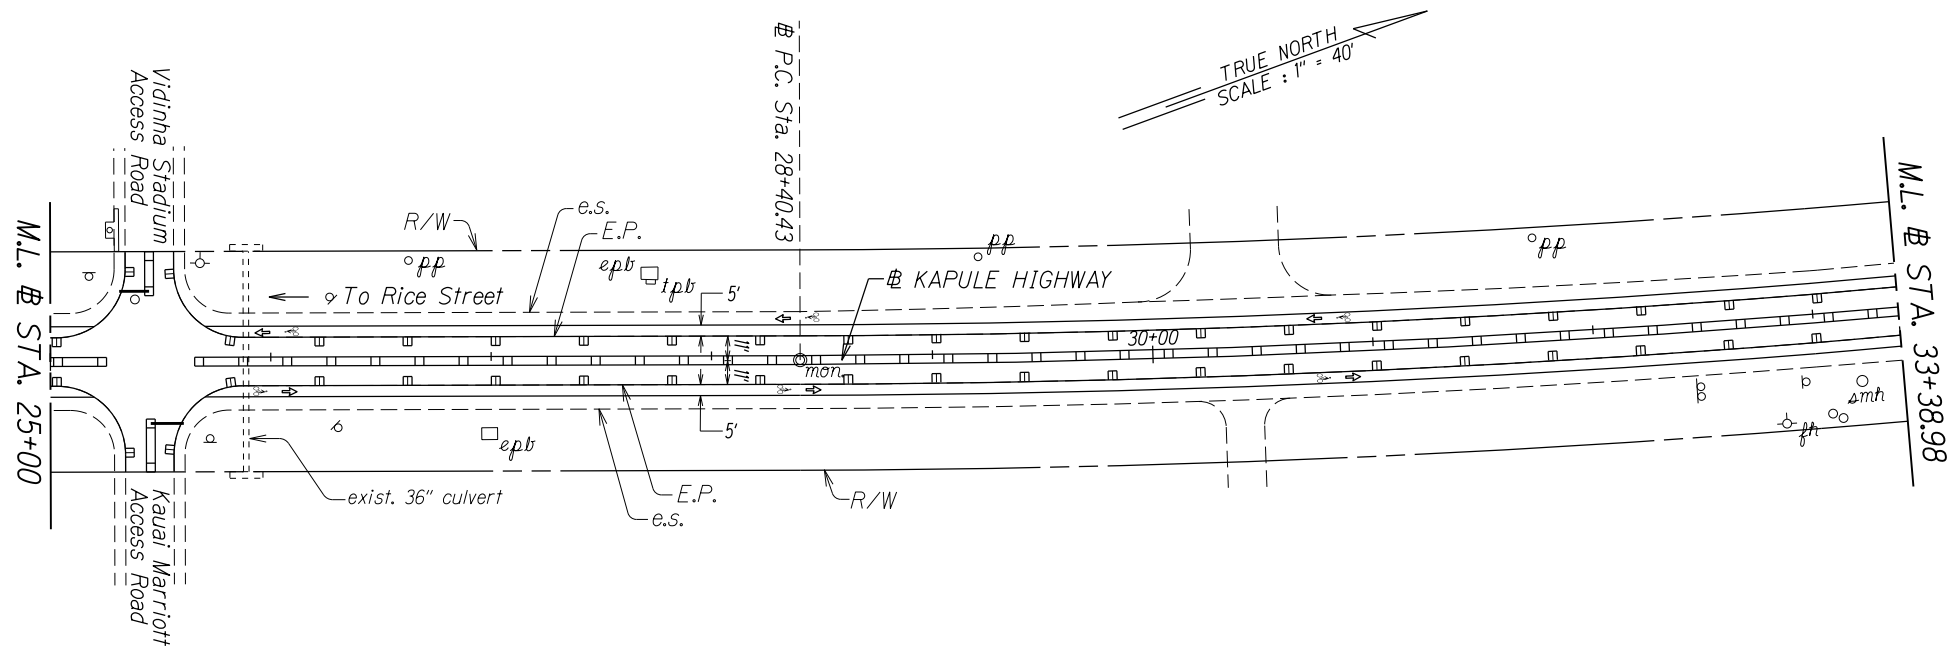 TRUE NORTH
SCALE : 1" = 40'
Vidinha Stadium
Access Road
℄ P.C. Sta. 28+40.43
M.L. ℄ STA. 25+00
M.L. ℄ STA. 33+38.98
R/W
e.s.
E.P.
pp
epb
tpb
pp
pp
To Rice Street
5'
℄ KAPULE HIGHWAY
30+00
11'
11'
mon.
5'
epb
smh
fh
exist. 36" culvert
E.P.
e.s.
R/W
Kauai Marriott
Access Road